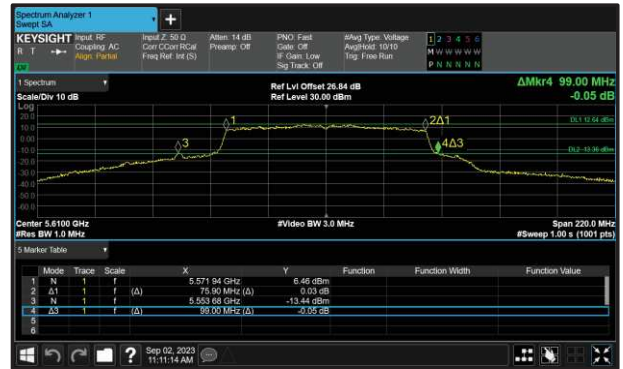 Spectrum Analyzer 1
Swept SA
+
KEYSIGHT Input: RF Input Z: 50 Ω Atten: 14 dB PNO: Fast #Avg Type: Voltage 1 2 3 4 5 6
R T Coupling: AC Corr CCorr RCal Preamp: Off Gate: Off Avg|Hold: 10/10 M W W W W W
Align: Partial Freq Ref: Int (S) IF Gain: Low Trig: Free Run
Sig Track: Off P N N N N N
1 Spectrum Ref Lvl Offset 26.84 dB ΔMkr4 99.00 MHz
Scale/Div 10 dB Ref Level 30.00 dBm -0.05 dB
Log
20.0
10.0
0.00
-10.0
-20.0
-30.0
-40.0
-50.0
-60.0
1
2Δ1
3
4Δ3
DL1 12.64 dBm
DL2 -13.36 dBm
Center 5.6100 GHz #Video BW 3.0 MHz Span 220.0 MHz
#Res BW 1.0 MHz #Sweep 1.00 s (1001 pts)
5 Marker Table
Mode Trace Scale X Y Function Function Width Function Value
1 N 1 f 5.571 94 GHz 6.46 dBm
2 Δ1 1 f (Δ) 75.90 MHz (Δ) 0.03 dB
3 N 1 f 5.553 68 GHz -13.44 dBm
4 Δ3 1 f (Δ) 99.00 MHz (Δ) -0.05 dB
5
6
? Sep 02, 2023
11:11:14 AM